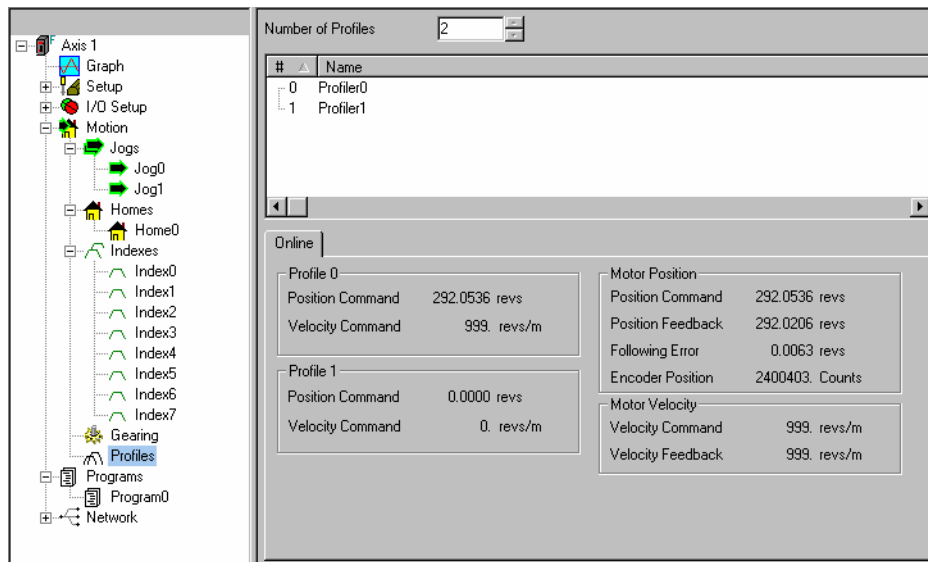 Axis 1
Graph
Setup
I/O Setup
Motion
Jogs
Jog0
Jog1
Homes
Home0
Indexes
Index0
Index1
Index2
Index3
Index4
Index5
Index6
Index7
Gearing
Profiles
Programs
Program0
Network
Number of Profiles 2
# Name
0 Profiler0
1 Profiler1
Online
Profile 0
Position Command 292.0536 revs
Velocity Command 999. revs/m
Profile 1
Position Command 0.0000 revs
Velocity Command 0. revs/m
Motor Position
Position Command 292.0536 revs
Position Feedback 292.0206 revs
Following Error 0.0063 revs
Encoder Position 2400403. Counts
Motor Velocity
Velocity Command 999. revs/m
Velocity Feedback 999. revs/m